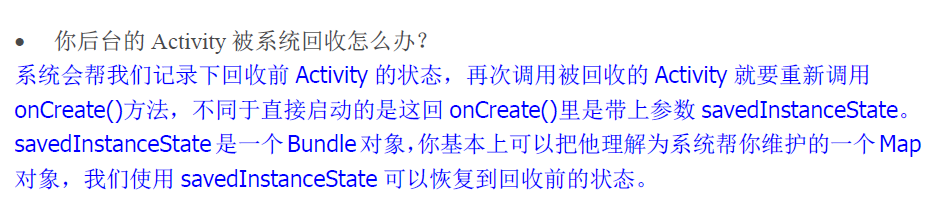 • 你后台的 Activity 被系统回收怎么办？
系统会帮我们记录下回收前 Activity 的状态，再次调用被回收的 Activity 就要重新调用
onCreate()方法，不同于直接启动的是这回 onCreate()里是带上参数 savedInstanceState。
savedInstanceState 是一个 Bundle 对象，你基本上可以把他理解为系统帮你维护的一个 Map
对象，我们使用 savedInstanceState 可以恢复到回收前的状态。